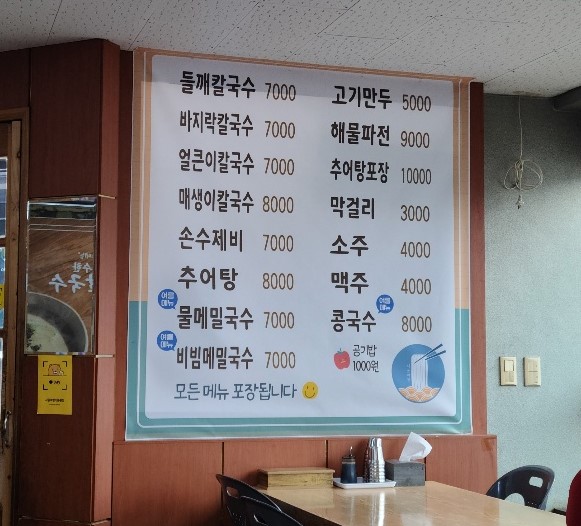 들깨칼국수 7000
바지락칼국수 7000
얼큰이칼국수 7000
매생이칼국수 8000
손수제비 7000
추어탕 8000
여름메뉴
물메밀국수 7000
여름메뉴
비빔메밀국수 7000
고기만두 5000
해물파전 9000
추어탕포장 10000
막걸리 3000
소주 4000
맥주 4000
여름메뉴
콩국수 8000
공기밥
1000원
모든 메뉴 포장됩니다
칼국수